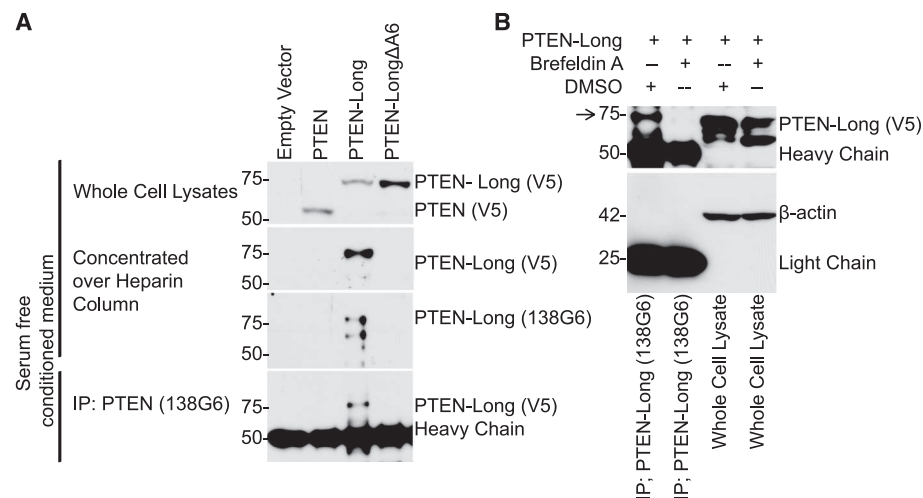 A
Empty Vector
PTEN
PTEN-Long
PTEN-LongΔA6
Serum free
conditioned medium
Whole Cell Lysates
75
50
PTEN- Long (V5)
PTEN (V5)
Concentrated
over Heparin
Column
75
50
PTEN-Long (V5)
75
50
PTEN-Long (138G6)
IP: PTEN (138G6)
75
50
PTEN-Long (V5)
Heavy Chain
B
PTEN-Long + + + +
Brefeldin A – + -- +
DMSO + -- + –
→ 75
50
PTEN-Long (V5)
Heavy Chain
42
25
β-actin
Light Chain
IP; PTEN-Long (138G6)
IP; PTEN-Long (138G6)
Whole Cell Lysate
Whole Cell Lysate